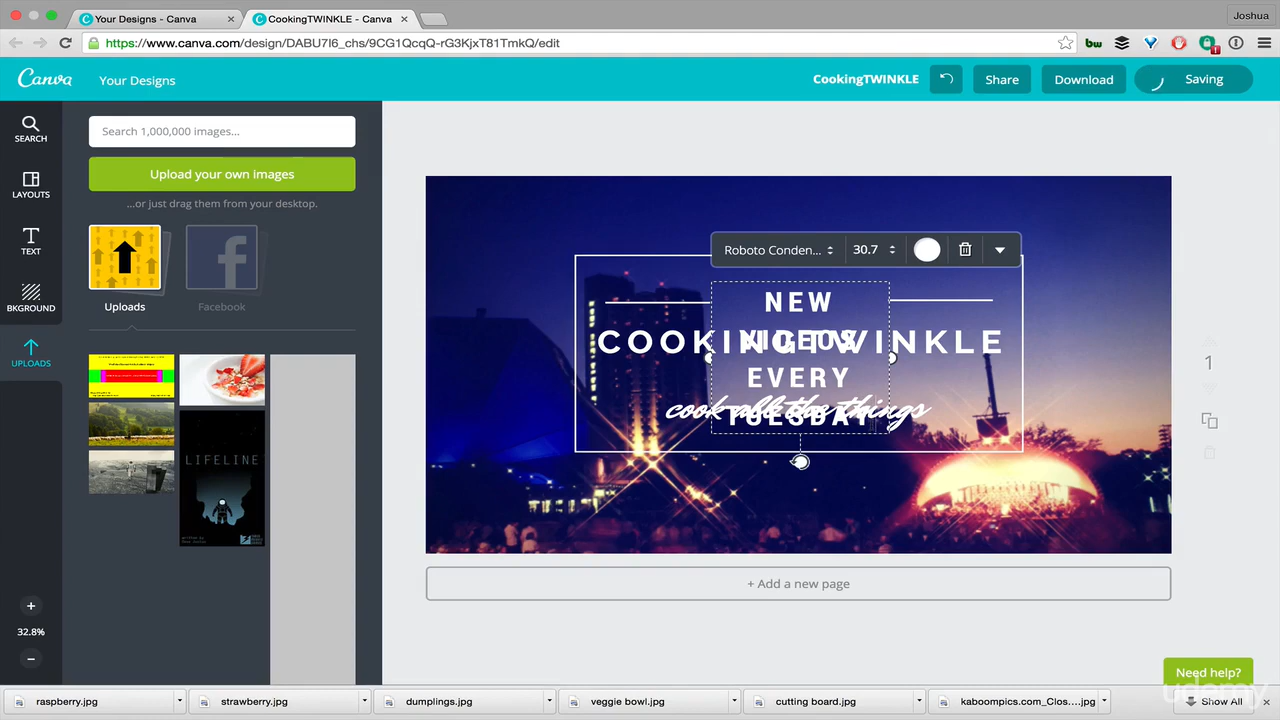 Your Designs - Canva
CookingTWINKLE - Canva
Joshua
https://www.canva.com/design/DABU7I6_chs/9CG1QcqQ-rG3KjxT81TmkQ/edit
bw
Canva
Your Designs
CookingTWINKLE
Share
Download
Saving
SEARCH
LAYOUTS
TEXT
BKGROUND
UPLOADS
Search 1,000,000 images...
Upload your own images
...or just drag them from your desktop.
Uploads
Facebook
LIFELINE
Roboto Conden...
30.7
NEW
VIDEOS
EVERY
TUESDAY
COOKINGTWINKLE
cook all the things
1
+ Add a new page
32.8%
Need help?
udemy
raspberry.jpg
strawberry.jpg
dumplings.jpg
veggie bowl.jpg
cutting board.jpg
kaboompics.com_Clos....jpg
Show All